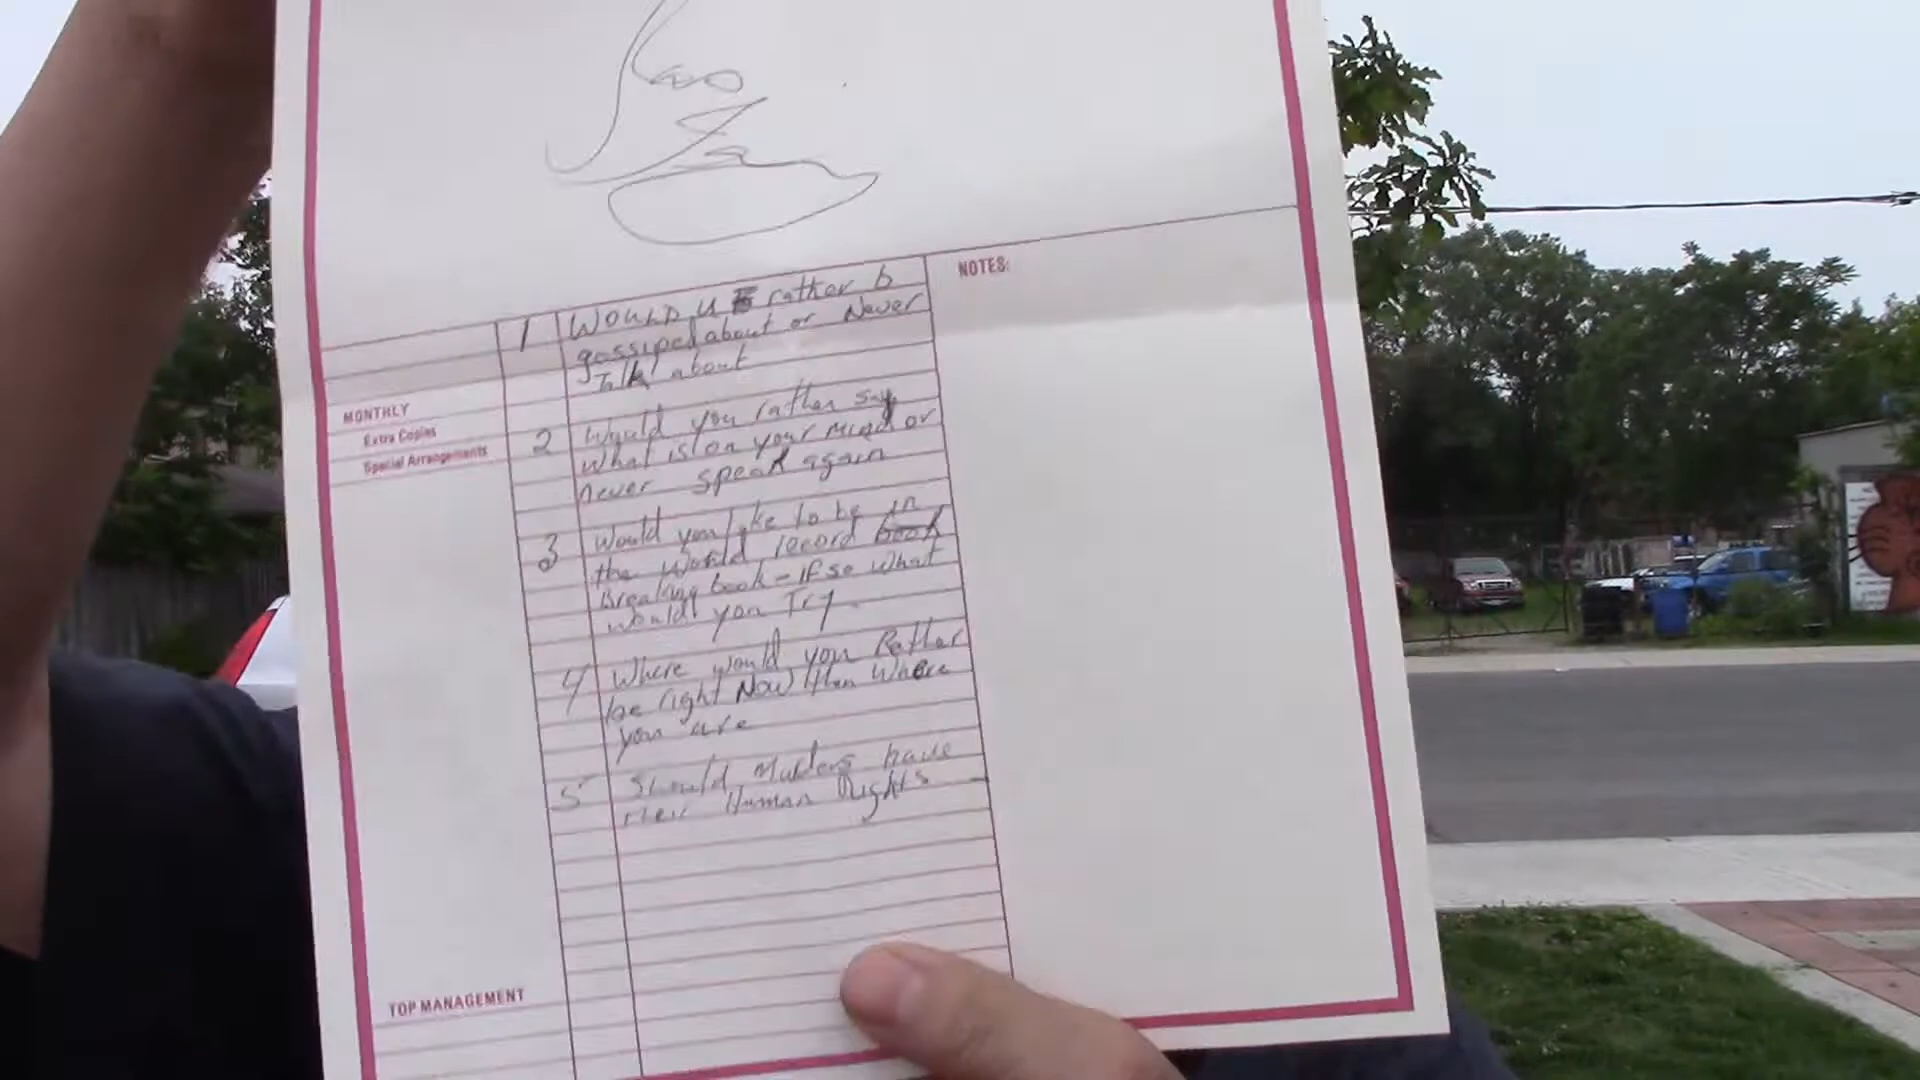 NOTES:
1 WOULD U rather b
gossiped about or Never
Talk about
MONTHLY
Extra Copies
Special Arrangements
2 Would you rather say
What is on your mind or
never speak again
3 Would you like to be in
the World record book
Breaking book - If so what
would you Try
4 Where would you Rather
be right Now than Where
you are
5 Should Murders have
Their Human Rights
TOP MANAGEMENT